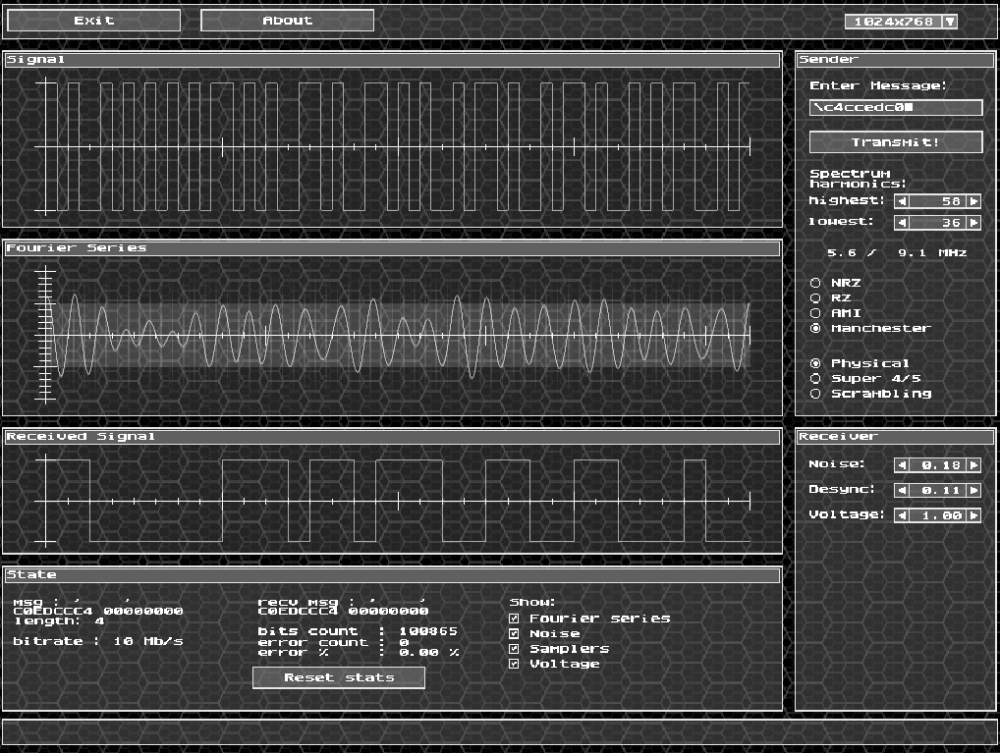 Exit About 1024x768
Signal
Sender
Enter Message:
\c4ccedc0
Transmit!
Spectrum
harmonics:
highest: 58
lowest: 36
5.6 / 9.1 MHz
NRZ
RZ
AMI
Manchester
Physical
Super 4/5
Scrambling
Fourier Series
Received Signal
Receiver
Noise: 0.18
Desync: 0.11
Voltage: 1.00
State
msg : ' '
C0EDCCC4 00000000
length: 4
bitrate : 10 Mb/s
recv msg : ' '
C0EDCCC4 00000000
bits count : 100865
error count : 0
error % : 0.00 %
Reset stats
Show:
Fourier series
Noise
Samplers
Voltage